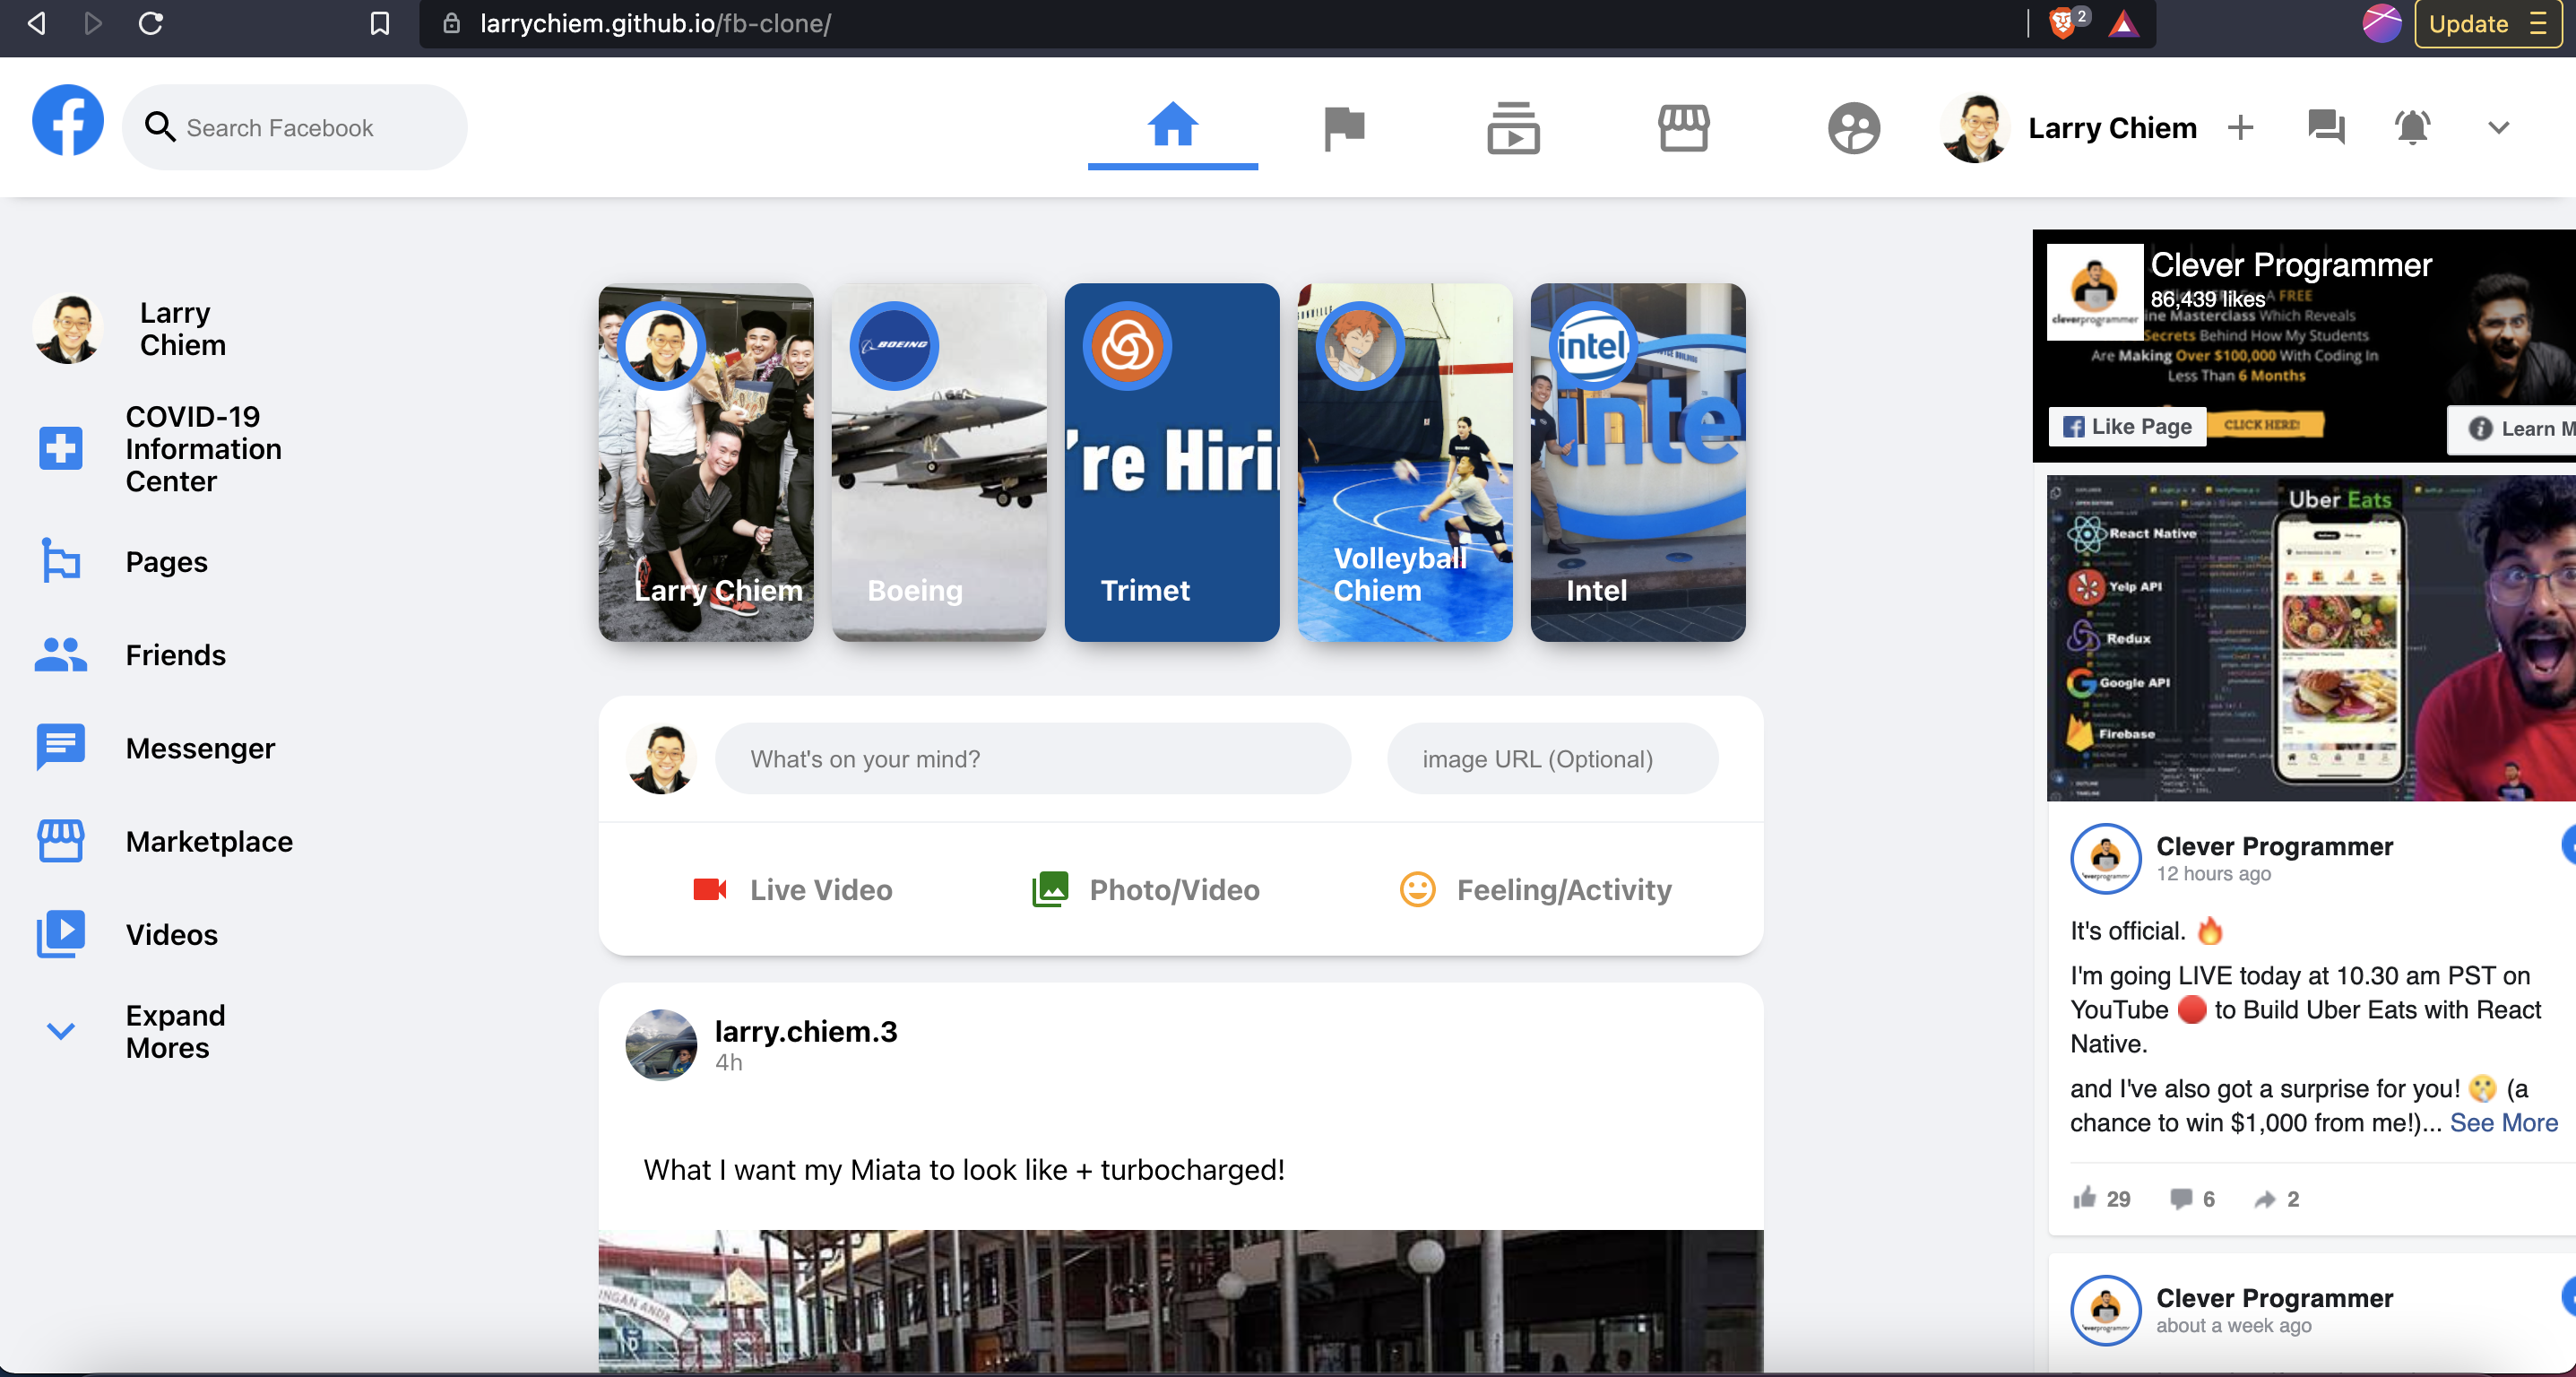 larrychiem.github.io/fb-clone/
2
Update
Search Facebook
Larry Chiem
Larry
Chiem
COVID-19
Information
Center
Pages
Friends
Messenger
Marketplace
Videos
Expand
Mores
Larry Chiem
BOEING
Boeing
're Hiri
Trimet
Volleyball
Chiem
intel
inte
Intel
What's on your mind?
image URL (Optional)
Live Video
Photo/Video
Feeling/Activity
larry.chiem.3
4h
What I want my Miata to look like + turbocharged!
NGAN ANDA
cleverprogrammer
Clever Programmer
86,439 likes
A FREE
ine Masterclass Which Reveals
Secrets Behind How My Students
Are Making Over $100,000 With Coding In
Less Than 6 Months
Like Page
CLICK HERE!
Learn M
Uber Eats
React Native
Yelp API
Redux
Google API
Firebase
Clever Programmer
12 hours ago
It's official. 🔥
I'm going LIVE today at 10.30 am PST on
YouTube 🔴 to Build Uber Eats with React
Native.
and I've also got a surprise for you! 🤫 (a
chance to win $1,000 from me!)... See More
29
6
2
Clever Programmer
about a week ago